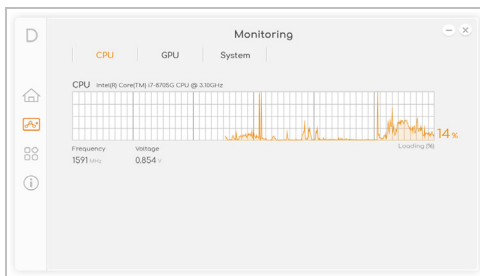 D
Monitoring
CPU GPU System
CPU Intel(R) Core(TM) i7-8705G CPU @ 3.10GHz
14 %
Loading (%)
Frequency Voltage
1591 MHz 0.854 V